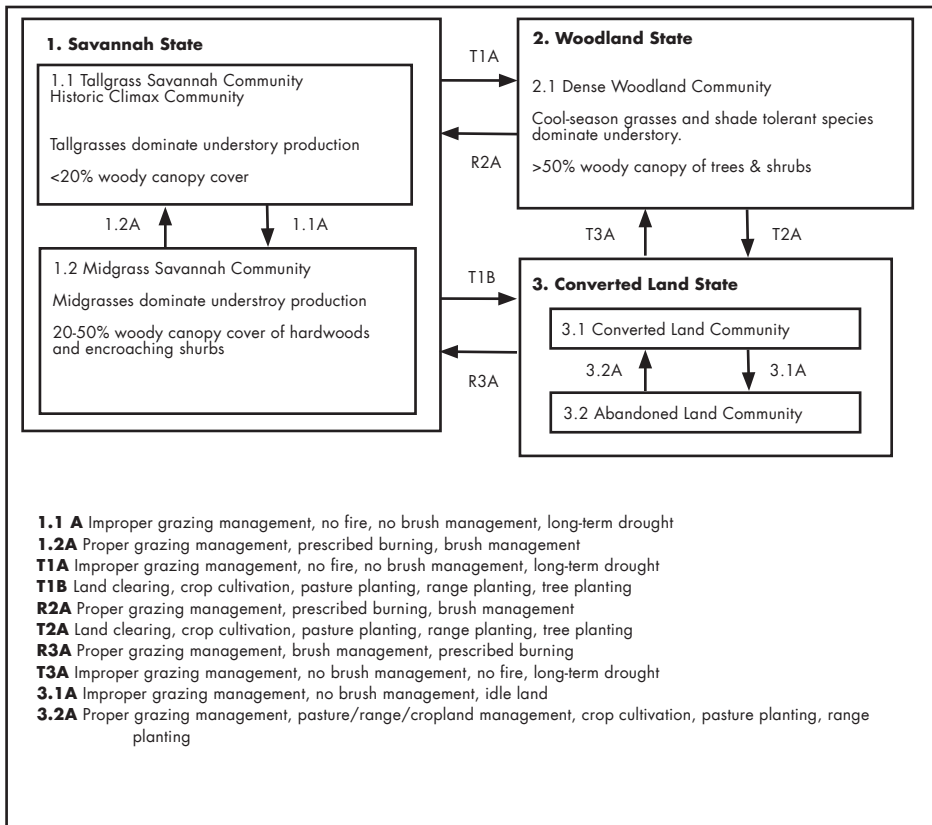 1. Savannah State
1.1 Tallgrass Savannah Community
Historic Climax Community
Tallgrasses dominate understory production
<20% woody canopy cover
1.2A
1.1A
1.2 Midgrass Savannah Community
Midgrasses dominate understroy production
20-50% woody canopy cover of hardwoods
and encroaching shurbs
T1A
R2A
T1B
R3A
2. Woodland State
2.1 Dense Woodland Community
Cool-season grasses and shade tolerant species
dominate understory.
>50% woody canopy of trees & shrubs
T3A
T2A
3. Converted Land State
3.1 Converted Land Community
3.2A
3.1A
3.2 Abandoned Land Community
1.1 A Improper grazing management, no fire, no brush management, long-term drought
1.2A Proper grazing management, prescribed burning, brush management
T1A Improper grazing management, no fire, no brush management, long-term drought
T1B Land clearing, crop cultivation, pasture planting, range planting, tree planting
R2A Proper grazing management, prescribed burning, brush management
T2A Land clearing, crop cultivation, pasture planting, range planting, tree planting
R3A Proper grazing management, brush management, prescribed burning
T3A Improper grazing management, no brush management, no fire, long-term drought
3.1A Improper grazing management, no brush management, idle land
3.2A Proper grazing management, pasture/range/cropland management, crop cultivation, pasture planting, range
planting